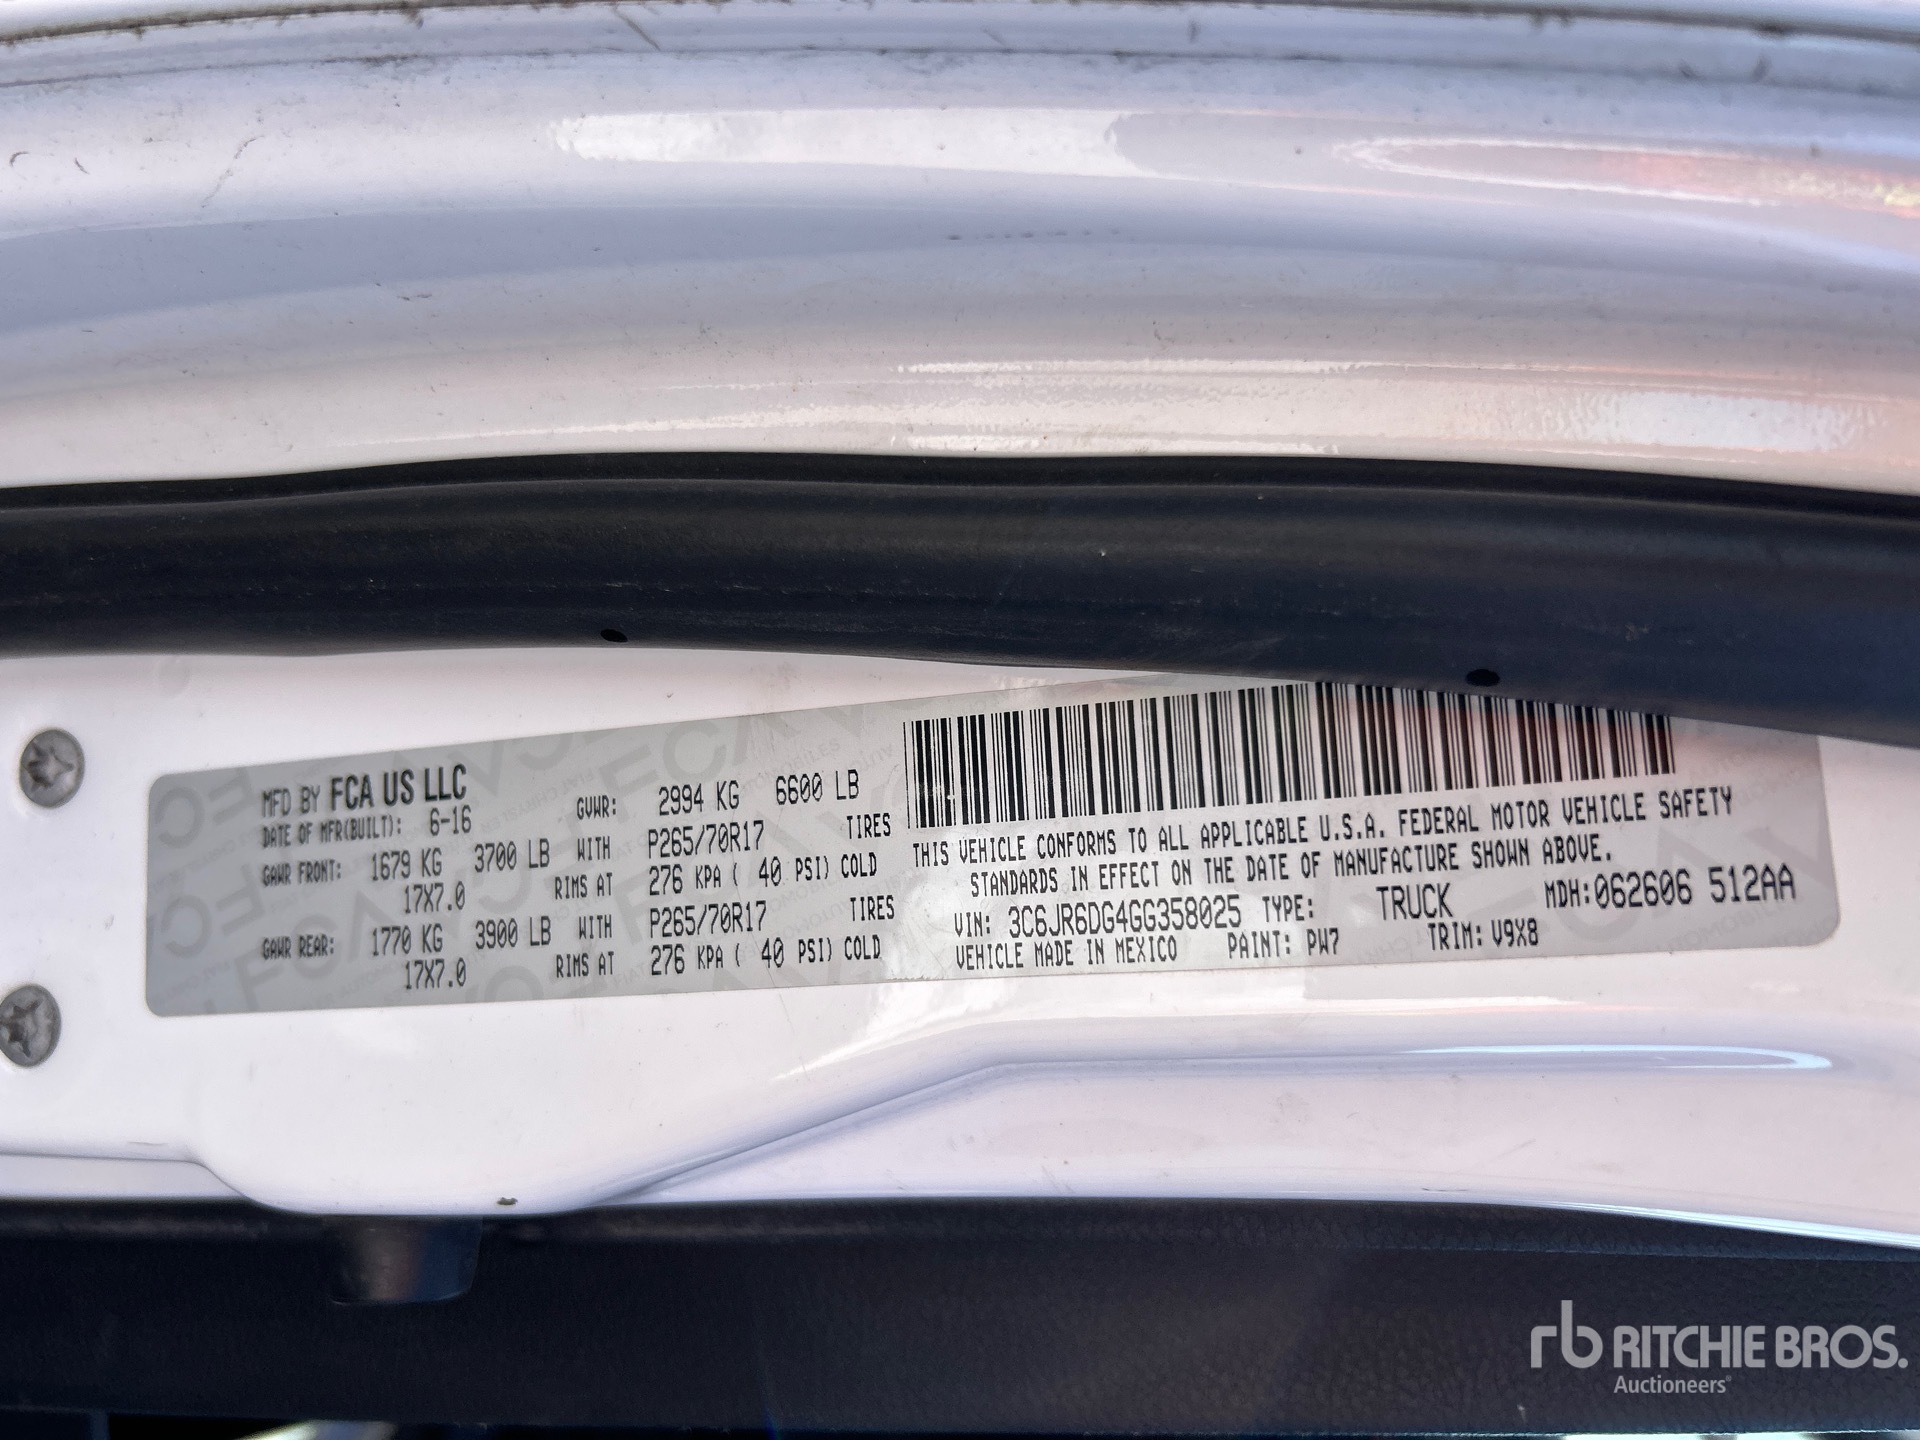 MFD BY FCA US LLC
DATE OF MFR(BUILT): 6-16
GVWR: 2994 KG 6600 LB
GAWR FRONT: 1679 KG 3700 LB WITH P265/70R17 TIRES
17X7.0 RIMS AT 276 KPA ( 40 PSI) COLD
GAWR REAR: 1770 KG 3900 LB WITH P265/70R17 TIRES
17X7.0 RIMS AT 276 KPA ( 40 PSI) COLD
THIS VEHICLE CONFORMS TO ALL APPLICABLE U.S.A. FEDERAL MOTOR VEHICLE SAFETY
STANDARDS IN EFFECT ON THE DATE OF MANUFACTURE SHOWN ABOVE.
VIN: 3C6JR6DG4GG358025 TYPE: TRUCK MDH:062606 512AA
VEHICLE MADE IN MEXICO PAINT: PW7 TRIM: V9X8
rb RITCHIE BROS.
Auctioneers